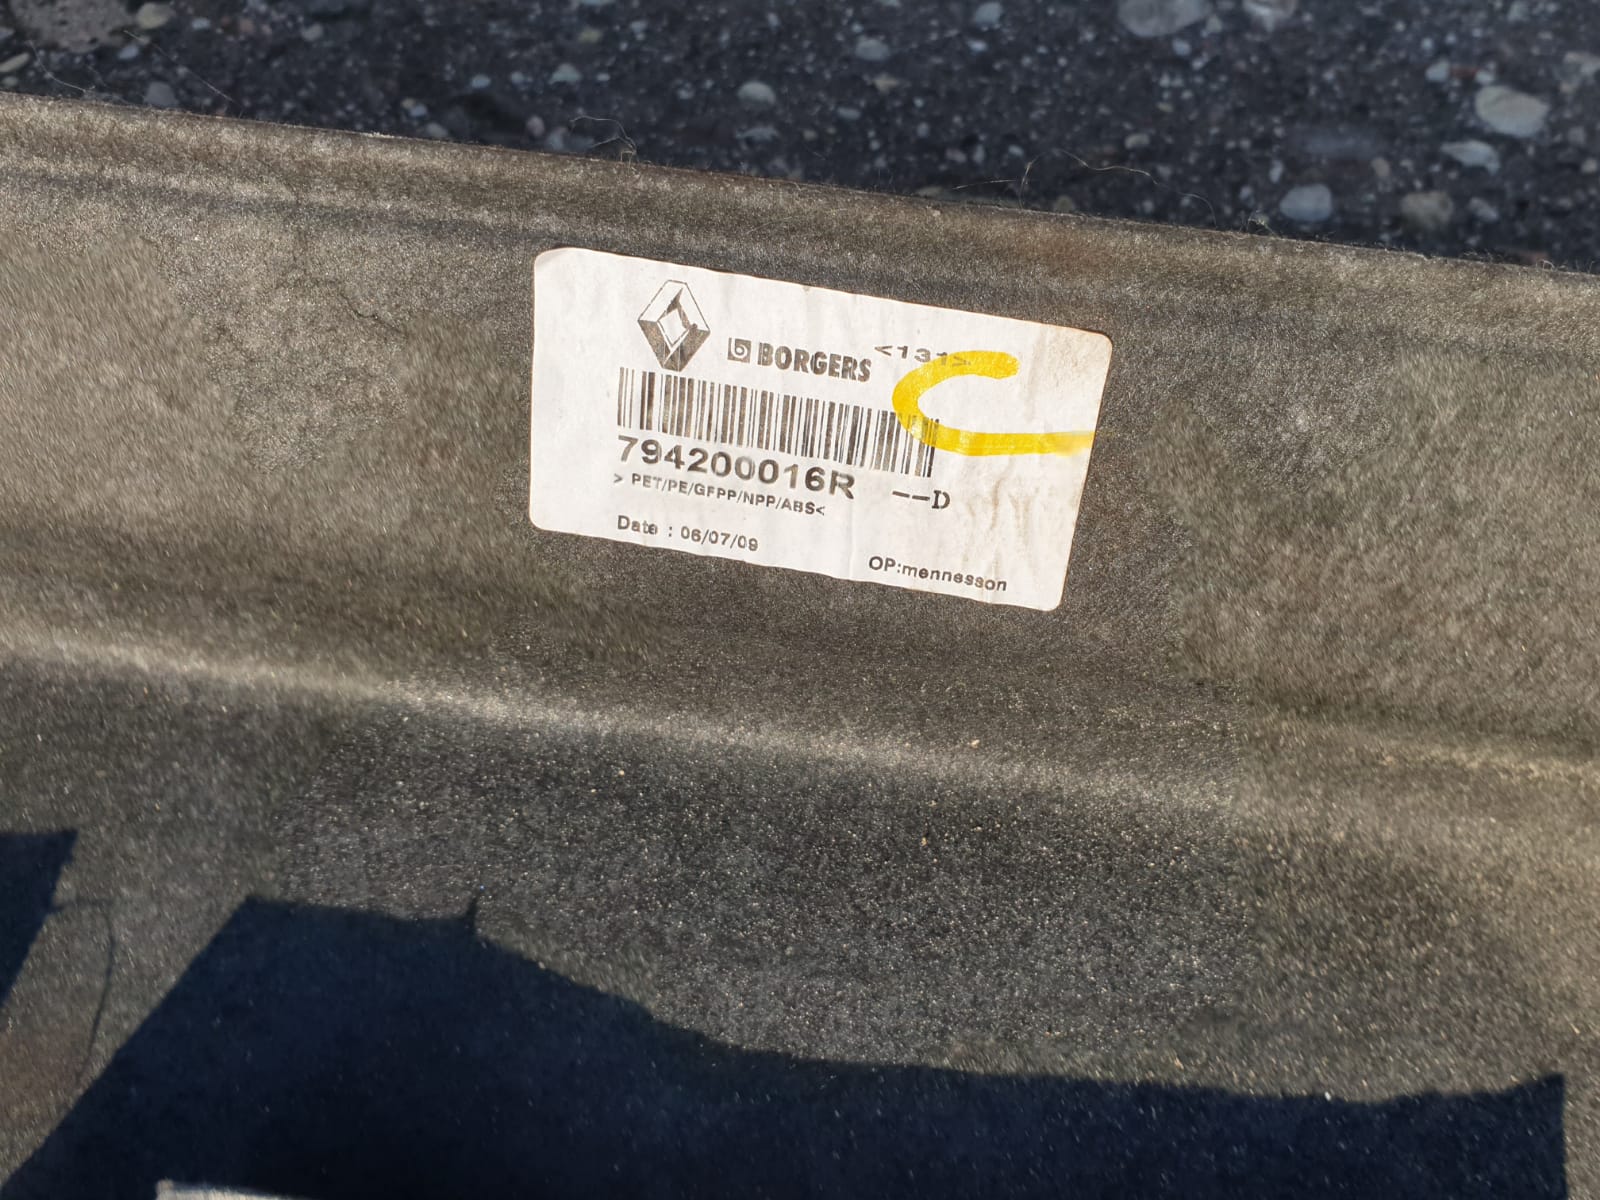 BORGERS <131>
794200016R --D
> PET/PE/GFPP/NPP/ABS<
Date : 06/07/09
OP:mennesson